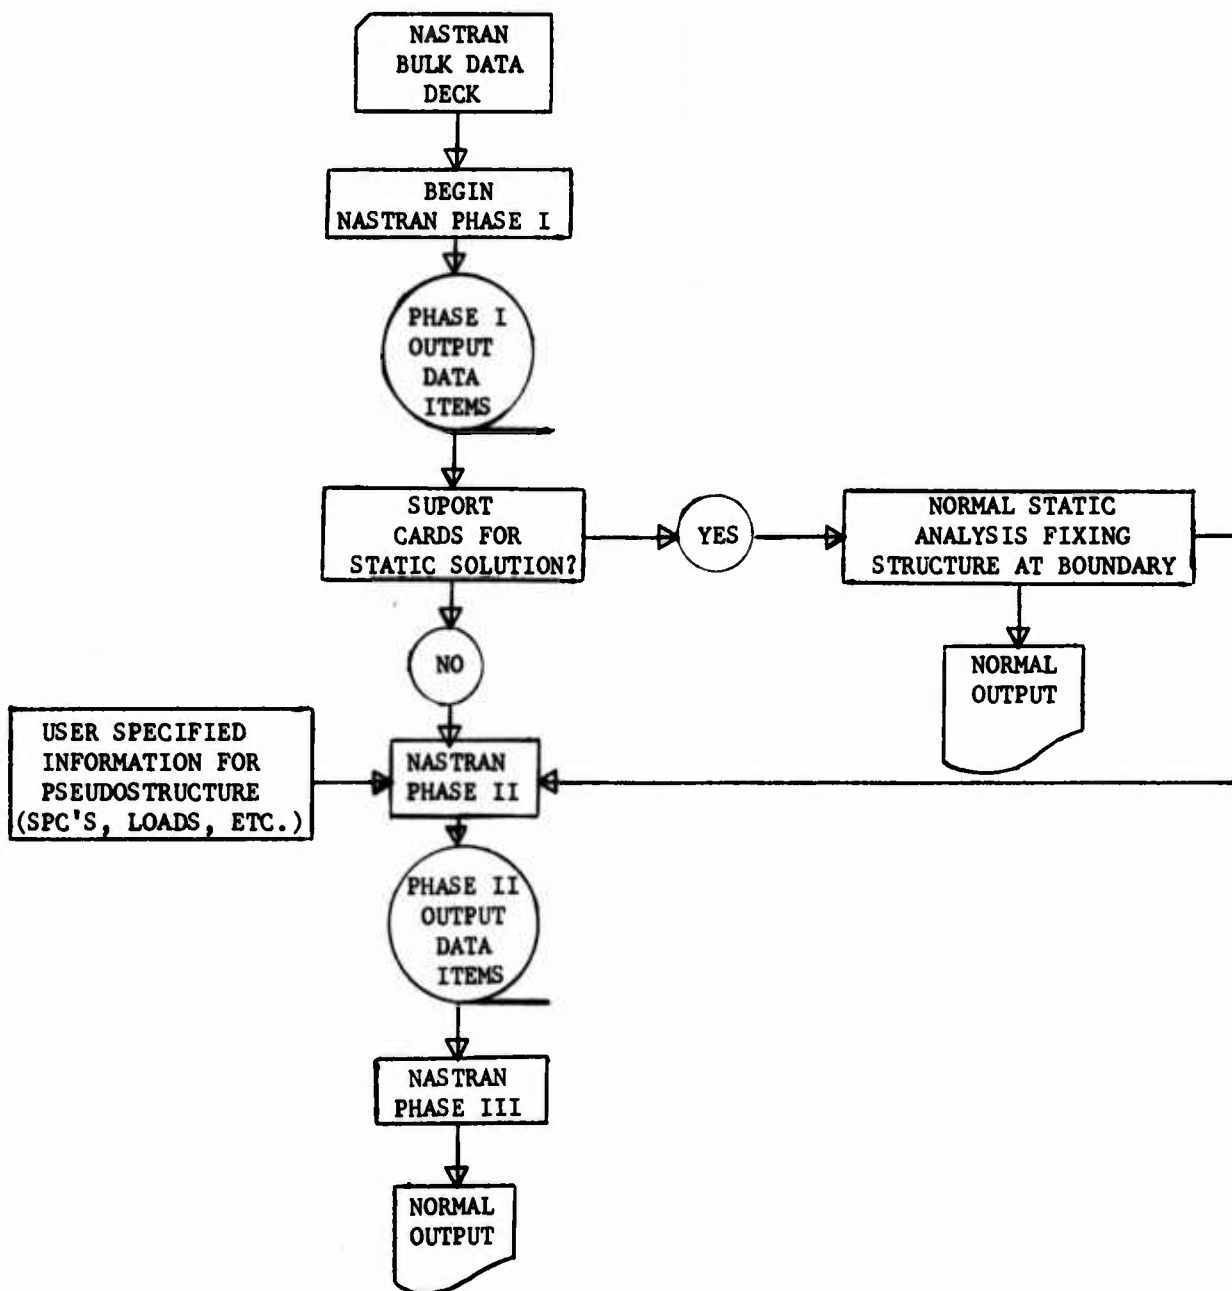 NASTRAN
BULK DATA
DECK
BEGIN
NASTRAN PHASE I
PHASE I
OUTPUT
DATA
ITEMS
SUPORT
CARDS FOR
STATIC SOLUTION?
YES
NORMAL STATIC
ANALYSIS FIXING
STRUCTURE AT BOUNDARY
NO
NORMAL
OUTPUT
USER SPECIFIED
INFORMATION FOR
PSEUDOSTRUCTURE
(SPC'S, LOADS, ETC.)
NASTRAN
PHASE II
PHASE II
OUTPUT
DATA
ITEMS
NASTRAN
PHASE III
NORMAL
OUTPUT